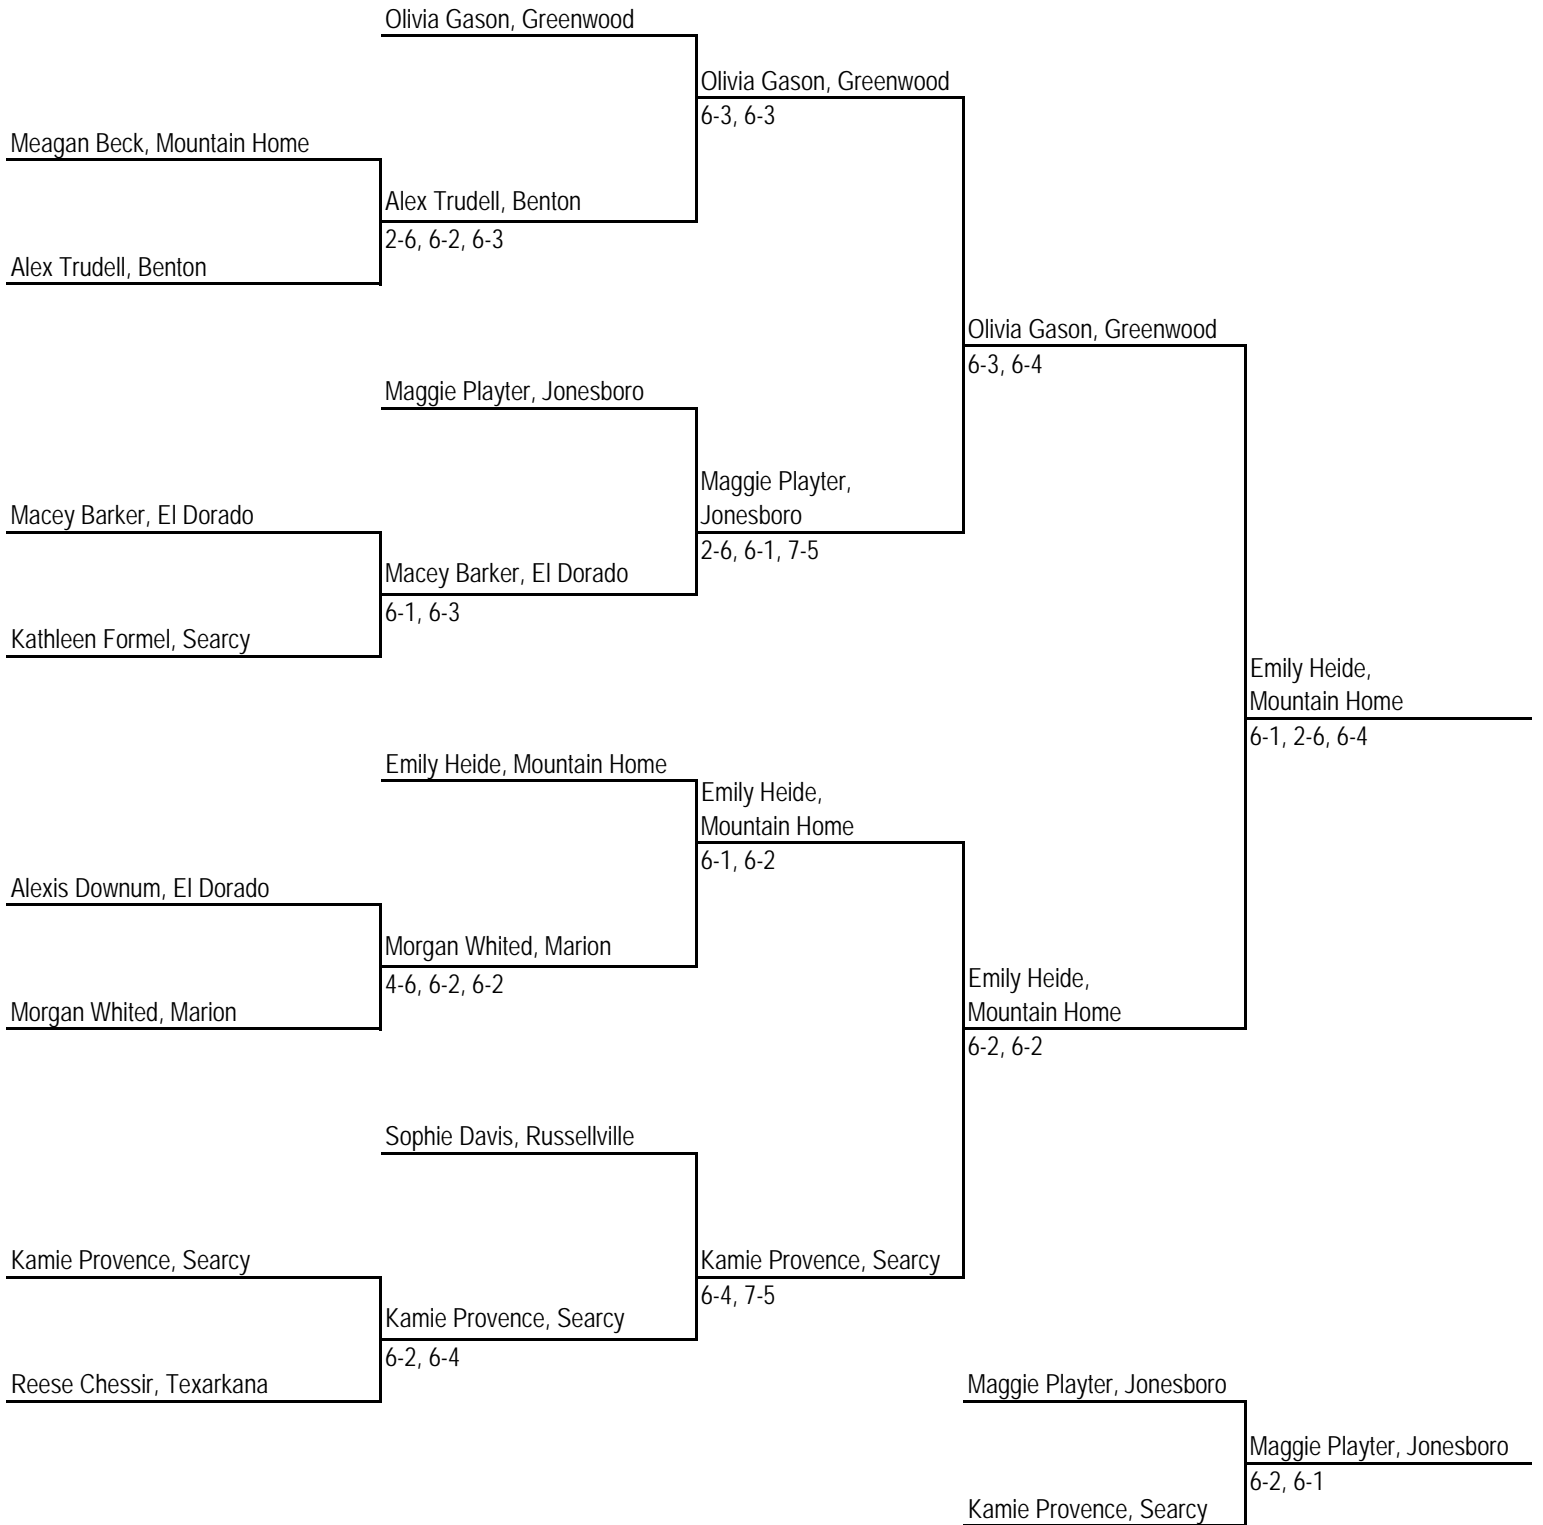 Olivia Gason, Greenwood
Olivia Gason, Greenwood
6-3, 6-3
Meagan Beck, Mountain Home
Alex Trudell, Benton
2-6, 6-2, 6-3
Alex Trudell, Benton
Olivia Gason, Greenwood
6-3, 6-4
Maggie Playter, Jonesboro
Maggie Playter,
Jonesboro
2-6, 6-1, 7-5
Macey Barker, El Dorado
Macey Barker, El Dorado
6-1, 6-3
Kathleen Formel, Searcy
Emily Heide,
Mountain Home
6-1, 2-6, 6-4
Emily Heide, Mountain Home
Emily Heide,
Mountain Home
6-1, 6-2
Alexis Downum, El Dorado
Morgan Whited, Marion
4-6, 6-2, 6-2
Morgan Whited, Marion
Emily Heide,
Mountain Home
6-2, 6-2
Sophie Davis, Russellville
Kamie Provence, Searcy
Kamie Provence, Searcy
6-4, 7-5
Kamie Provence, Searcy
6-2, 6-4
Reese Chessir, Texarkana
Maggie Playter, Jonesboro
Maggie Playter, Jonesboro
6-2, 6-1
Kamie Provence, Searcy